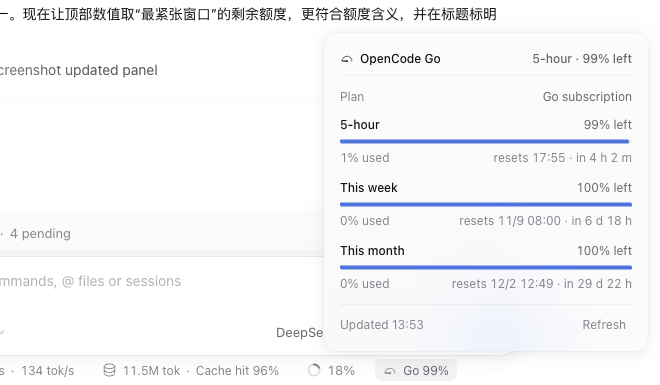 一。现在让顶部数值取“最紧张窗口”的剩余额度，更符合额度含义，并在标题标明
creenshot updated panel
OpenCode Go 5-hour · 99% left
Plan Go subscription
5-hour 99% left
1% used resets 17:55 · in 4 h 2 m
This week 100% left
0% used resets 11/9 08:00 · in 6 d 18 h
This month 100% left
0% used resets 12/2 12:49 · in 29 d 22 h
Updated 13:53 Refresh
· 4 pending
mmands, @ files or sessions
DeepSe
s · 134 tok/s 11.5M tok · Cache hit 96% 18% Go 99%